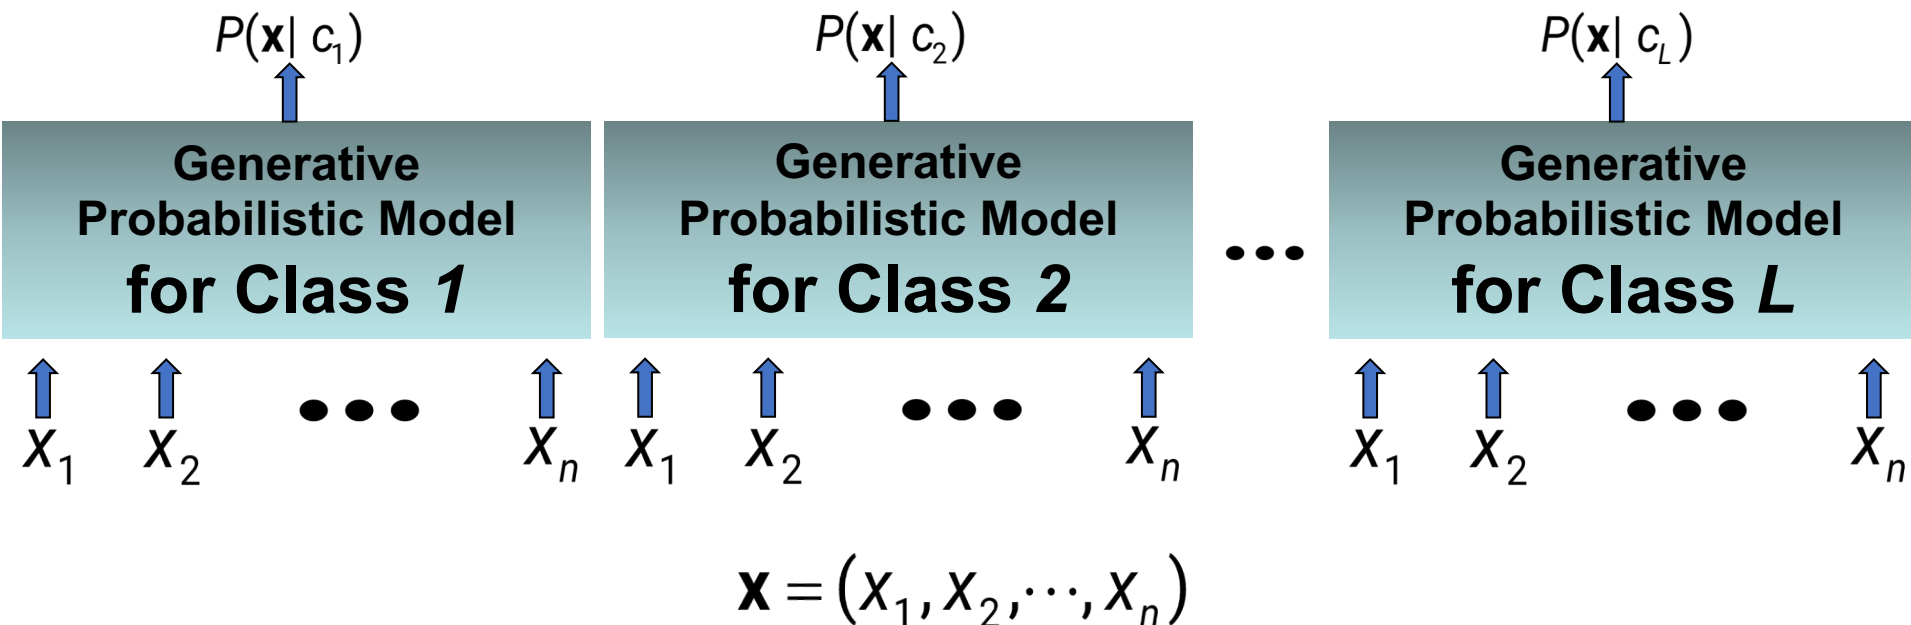 P(x| c₁) P(x| c₂) P(x| c_L)
Generative Probabilistic Model for Class 1
Generative Probabilistic Model for Class 2
•••
Generative Probabilistic Model for Class L
x₁ x₂ ••• xₙ x₁ x₂ ••• xₙ x₁ x₂ ••• xₙ
x = (x₁, x₂, ⋯, xₙ)